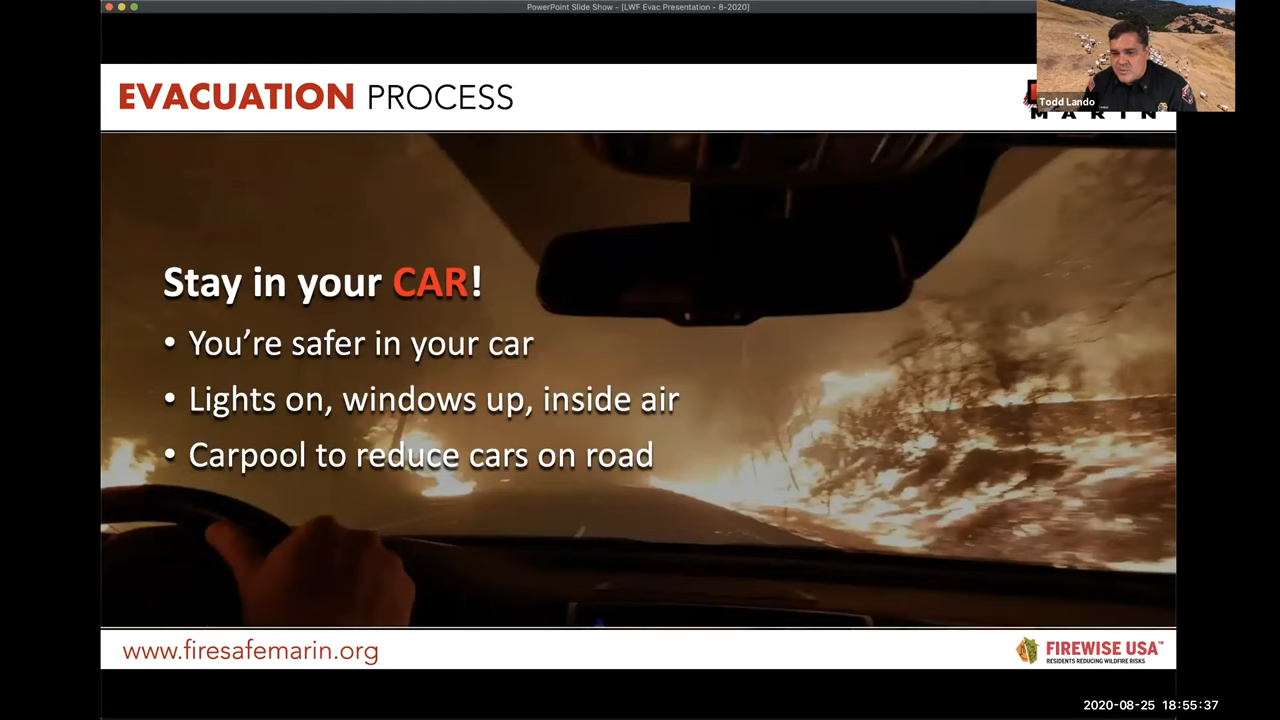 PowerPoint Slide Show - [LWF Evac Presentation - 8-2020]
Todd Lando
EVACUATION PROCESS
MARIN
Stay in your CAR!
• You're safer in your car
• Lights on, windows up, inside air
• Carpool to reduce cars on road
www.firesafemarin.org
FIREWISE USA™
RESIDENTS REDUCING WILDFIRE RISKS
2020-08-25 18:55:37